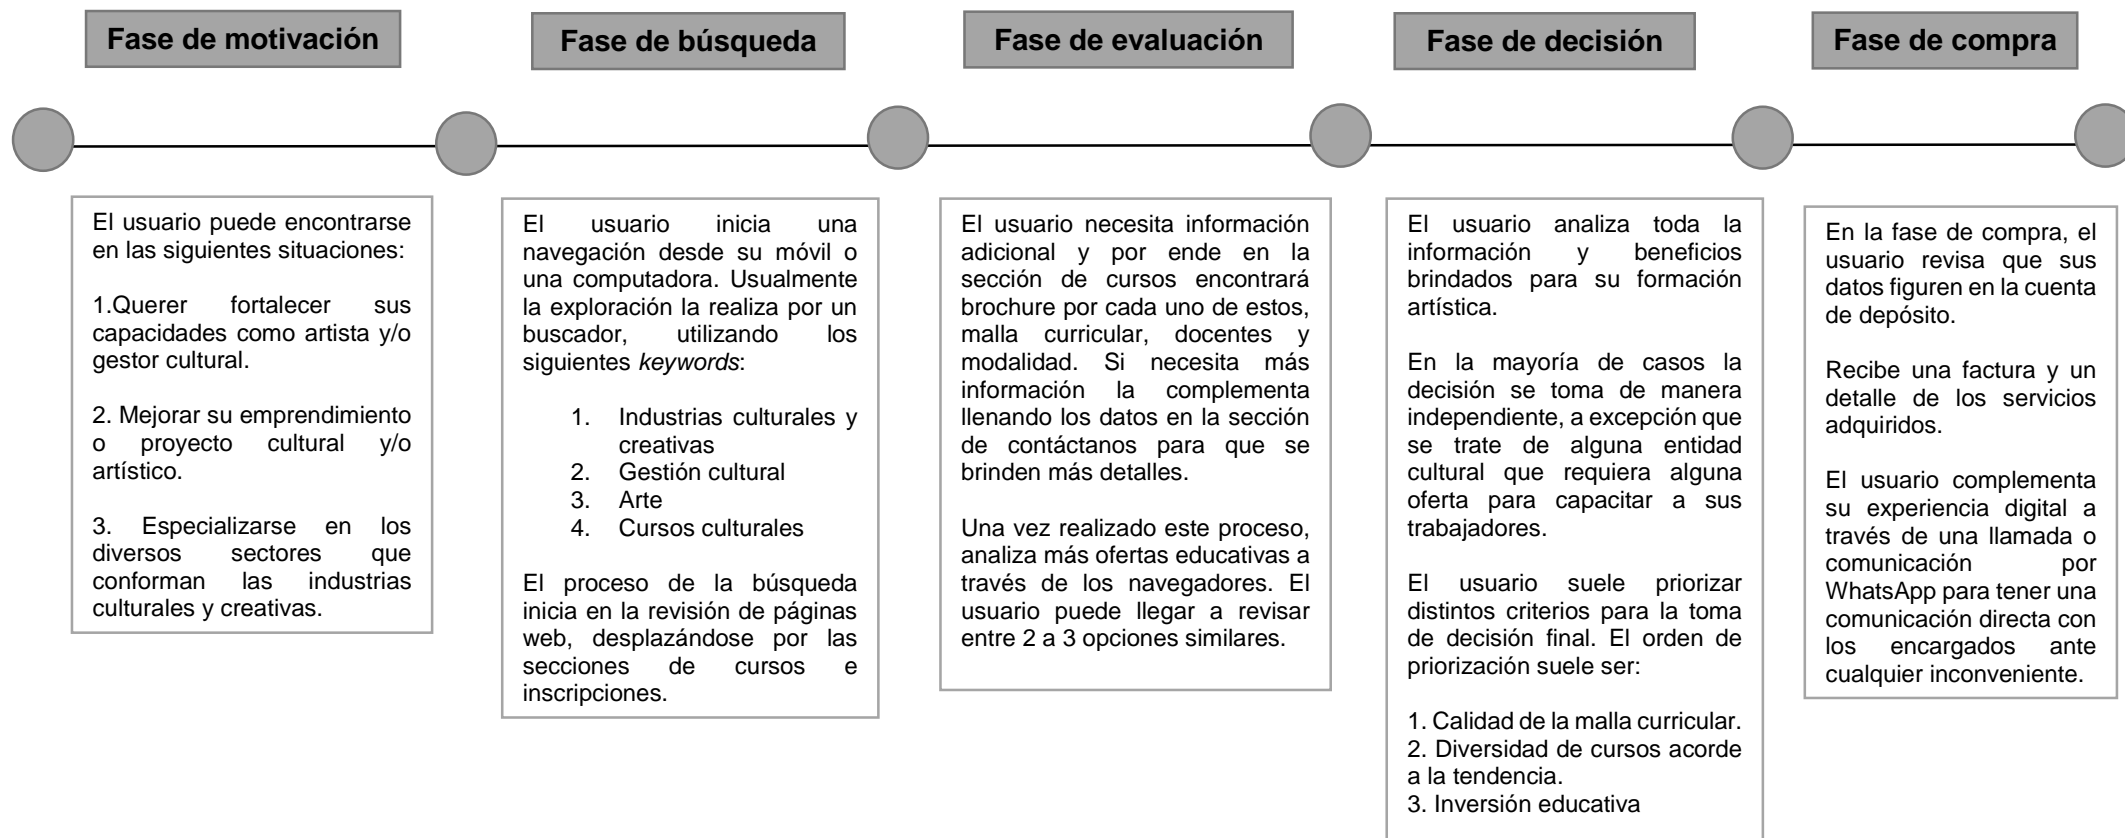 Fase de motivación
Fase de búsqueda
Fase de evaluación
Fase de decisión
Fase de compra
El usuario puede encontrarse
en las siguientes situaciones:
1.Querer fortalecer sus
capacidades como artista y/o
gestor cultural.
2. Mejorar su emprendimiento
o proyecto cultural y/o
artístico.
3. Especializarse en los
diversos sectores que
conforman las industrias
culturales y creativas.
El usuario inicia una
navegación desde su móvil o
una computadora. Usualmente
la exploración la realiza por un
buscador, utilizando los
siguientes keywords:
1. Industrias culturales y
creativas
2. Gestión cultural
3. Arte
4. Cursos culturales
El proceso de la búsqueda
inicia en la revisión de páginas
web, desplazándose por las
secciones de cursos e
inscripciones.
El usuario necesita información
adicional y por ende en la
sección de cursos encontrará
brochure por cada uno de estos,
malla curricular, docentes y
modalidad. Si necesita más
información la complementa
llenando los datos en la sección
de contáctanos para que se
brinden más detalles.
Una vez realizado este proceso,
analiza más ofertas educativas a
través de los navegadores. El
usuario puede llegar a revisar
entre 2 a 3 opciones similares.
El usuario analiza toda la
información y beneficios
brindados para su formación
artística.
En la mayoría de casos la
decisión se toma de manera
independiente, a excepción que
se trate de alguna entidad
cultural que requiera alguna
oferta para capacitar a sus
trabajadores.
El usuario suele priorizar
distintos criterios para la toma
de decisión final. El orden de
priorización suele ser:
1. Calidad de la malla curricular.
2. Diversidad de cursos acorde
a la tendencia.
3. Inversión educativa
En la fase de compra, el
usuario revisa que sus
datos figuren en la cuenta
de depósito.
Recibe una factura y un
detalle de los servicios
adquiridos.
El usuario complementa
su experiencia digital a
través de una llamada o
comunicación por
WhatsApp para tener una
comunicación directa con
los encargados ante
cualquier inconveniente.